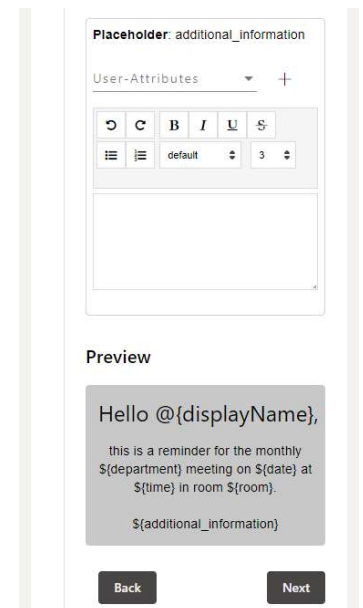 Placeholder: additional_information
User-Attributes
B I U S
default 3
Preview
Hello @{displayName},
this is a reminder for the monthly
${department} meeting on ${date} at
${time} in room ${room}.
${additional_information}
Back Next